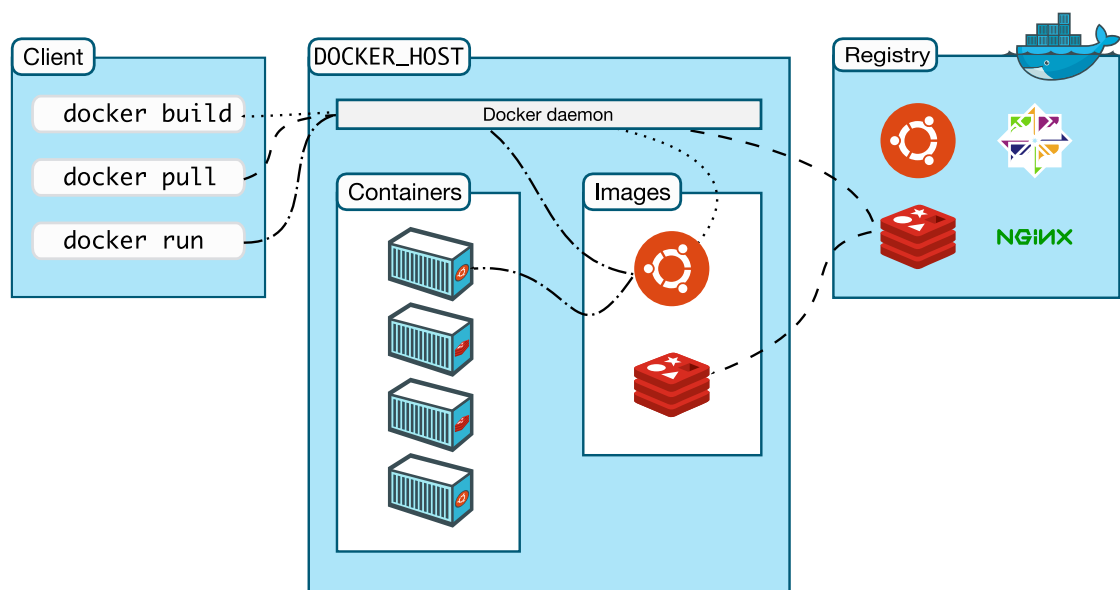 Client
docker build
docker pull
docker run
DOCKER_HOST
Docker daemon
Containers
Images
Registry
NGINX